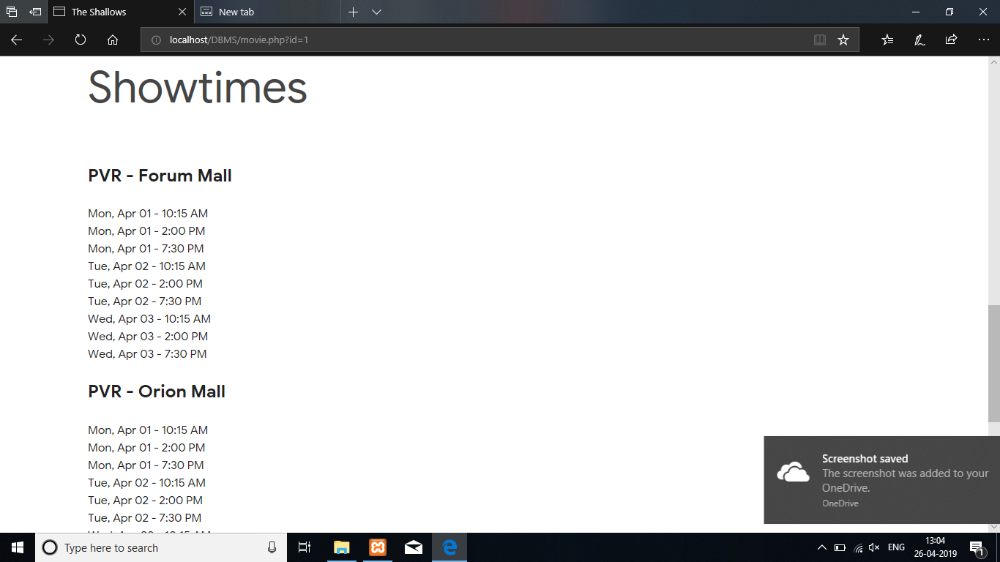 The Shallows
New tab
localhost/DBMS/movie.php?id=1
Showtimes
PVR - Forum Mall
Mon, Apr 01 - 10:15 AM
Mon, Apr 01 - 2:00 PM
Mon, Apr 01 - 7:30 PM
Tue, Apr 02 - 10:15 AM
Tue, Apr 02 - 2:00 PM
Tue, Apr 02 - 7:30 PM
Wed, Apr 03 - 10:15 AM
Wed, Apr 03 - 2:00 PM
Wed, Apr 03 - 7:30 PM
PVR - Orion Mall
Mon, Apr 01 - 10:15 AM
Mon, Apr 01 - 2:00 PM
Mon, Apr 01 - 7:30 PM
Tue, Apr 02 - 10:15 AM
Tue, Apr 02 - 2:00 PM
Tue, Apr 02 - 7:30 PM
Screenshot saved
The screenshot was added to your
OneDrive.
OneDrive
Type here to search
ENG
13:04
26-04-2019
1